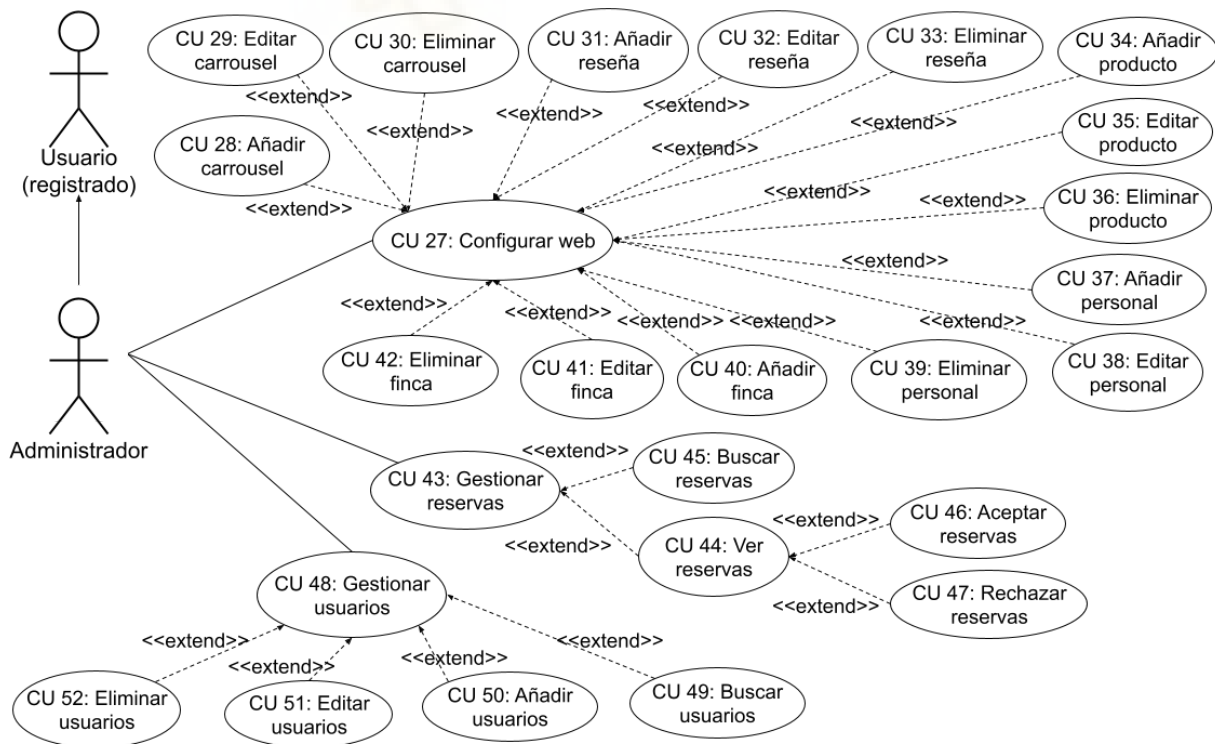 CU 29: Editar
carrousel
CU 30: Eliminar
carrousel
CU 31: Añadir
reseña
CU 32: Editar
reseña
CU 33: Eliminar
reseña
CU 34: Añadir
producto
<<extend>>
<<extend>>
<<extend>>
<<extend>>
<<extend>>
<<extend>>
CU 28: Añadir
carrousel
<<extend>>
CU 35: Editar
producto
<<extend>>
Usuario
(registrado)
CU 36: Eliminar
producto
<<extend>>
CU 27: Configurar web
<<extend>>
CU 37: Añadir
personal
<<extend>>
<<extend>>
<<extend>>
<<extend>>
<<extend>>
CU 42: Eliminar
finca
CU 41: Editar
finca
CU 40: Añadir
finca
CU 39: Eliminar
personal
CU 38: Editar
personal
Administrador
CU 43: Gestionar
reservas
<<extend>>
CU 45: Buscar
reservas
<<extend>>
CU 44: Ver
reservas
<<extend>>
CU 46: Aceptar
reservas
<<extend>>
CU 47: Rechazar
reservas
CU 48: Gestionar
usuarios
<<extend>>
<<extend>>
<<extend>>
<<extend>>
CU 52: Eliminar
usuarios
CU 51: Editar
usuarios
CU 50: Añadir
usuarios
CU 49: Buscar
usuarios